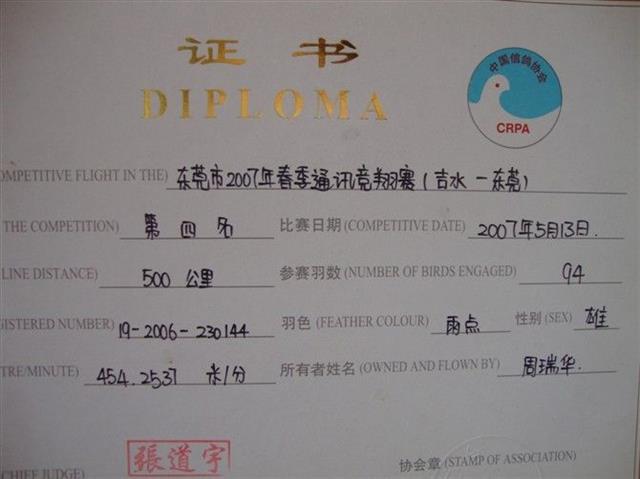 证书
DIPLOMA
中国信鸽协会
CRPA
OMPETITIVE FLIGHT IN THE) 东莞市2007年春季通讯竞翔赛(吉水—东莞)
THE COMPETITION) 第四名 比赛日期(COMPETITIVE DATE) 2007年5月13日.
LINE DISTANCE) 500公里 参赛羽数(NUMBER OF BIRDS ENGAGED) 94
GISTERED NUMBER) 19-2006-230144 羽色(FEATHER COLOUR) 雨点 性别(SEX) 雄
TRE/MINUTE) 454.2537 米/分 所有者姓名(OWNED AND FLOWN BY) 周瑞华.
張道宇
CHIEF JUDGE) 协会章(STAMP OF ASSOCIATION)